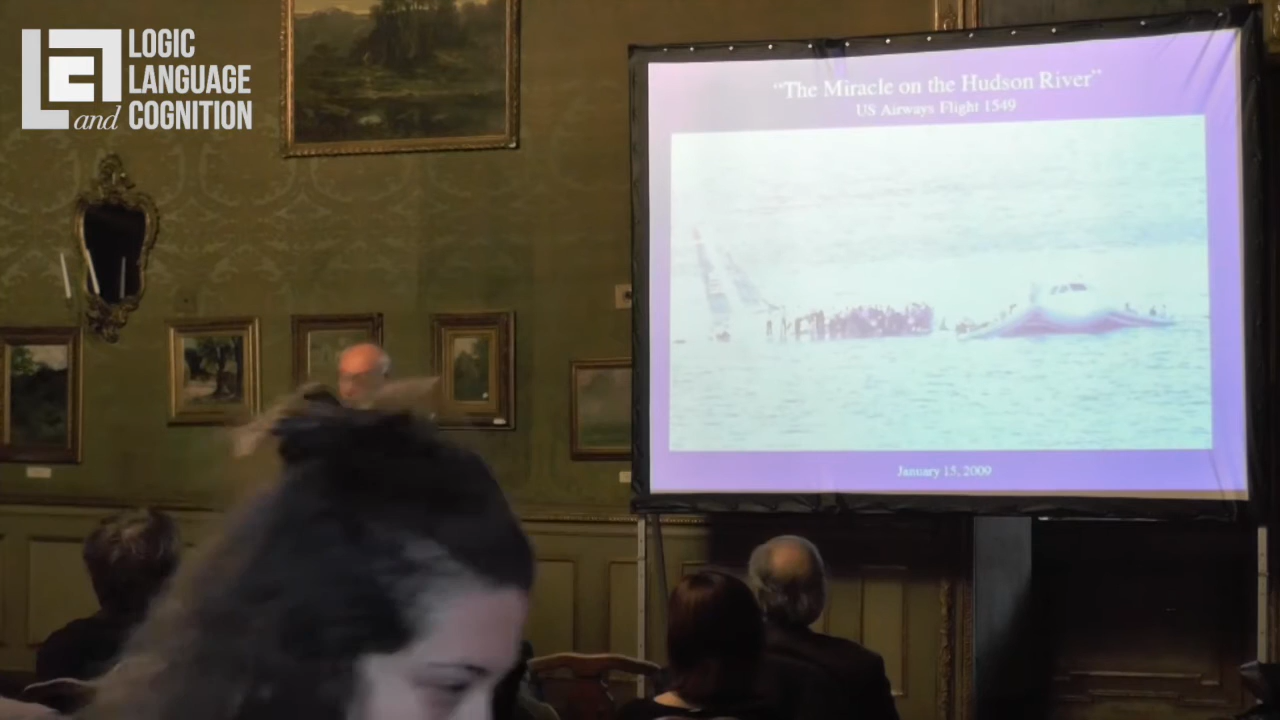 LOGIC
LANGUAGE
and COGNITION
“The Miracle on the Hudson River”
US Airways Flight 1549
January 15, 2009